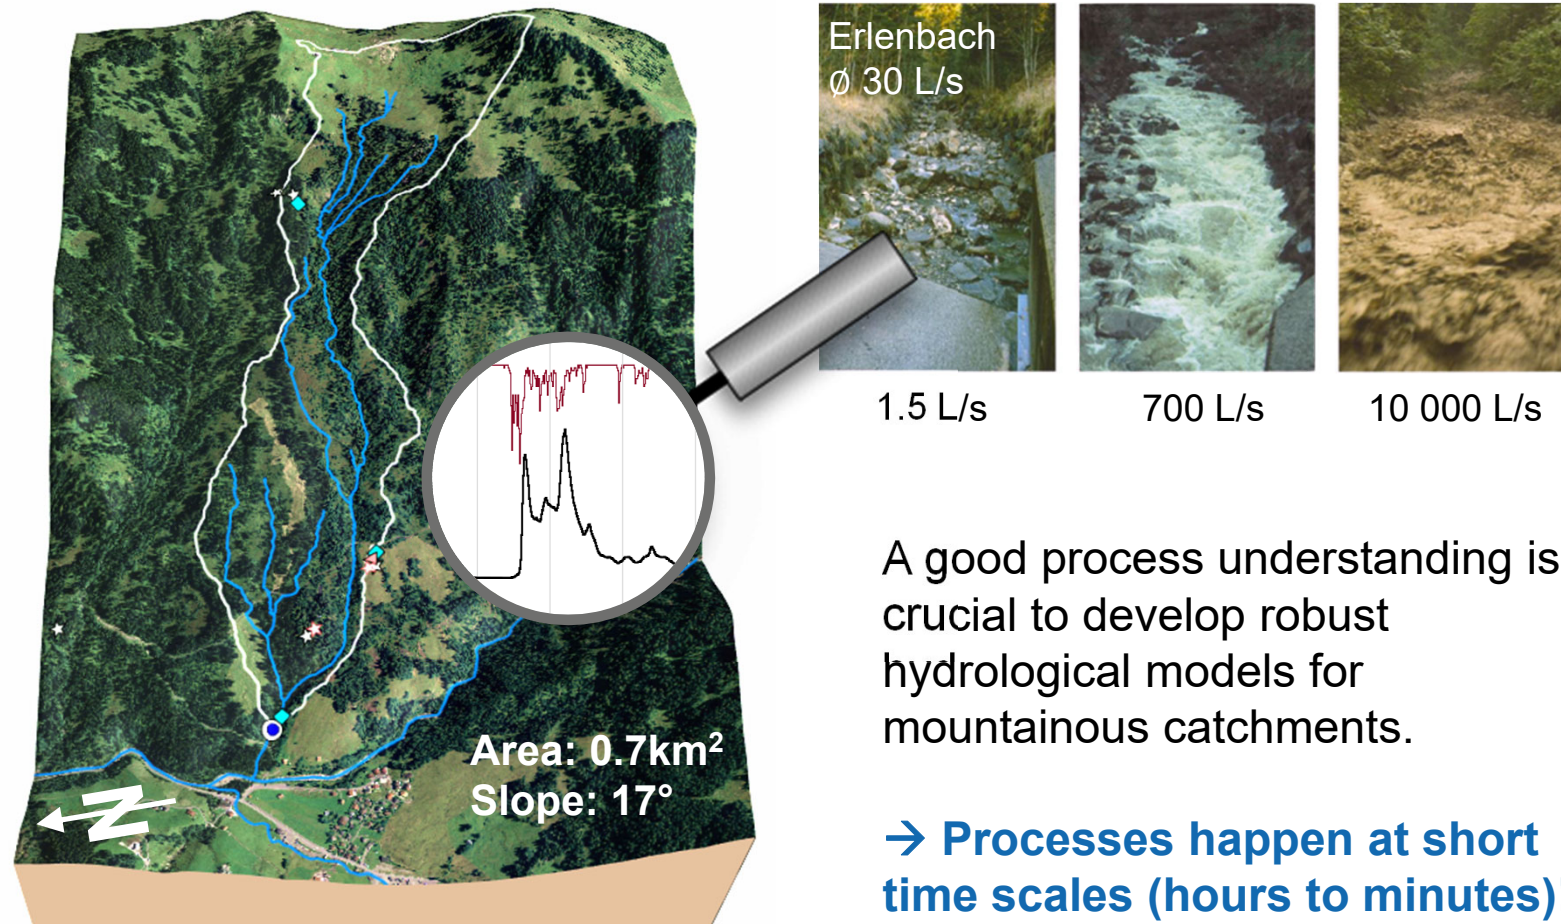 Erlenbach
ø 30 L/s
1.5 L/s
700 L/s
10 000 L/s
A good process understanding is
crucial to develop robust
hydrological models for
mountainous catchments.
→ Processes happen at short
time scales (hours to minutes)
Area: 0.7km²
Slope: 17°
N